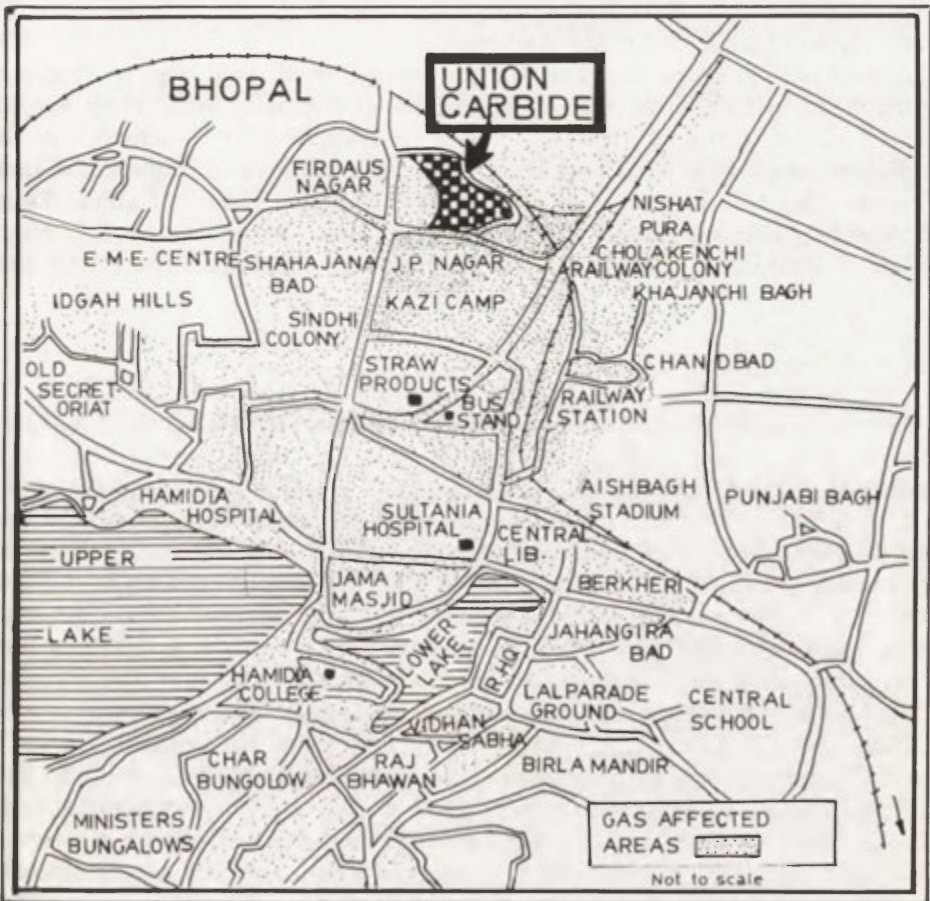 BHOPAL
UNION
CARBIDE
FIRDAUS
NAGAR
NISHAT
PURA
E·M·E· CENTRE
SHAHAJANA
BAD
J.P. NAGAR
CHOLAKENCHI
RAILWAYCOLONY
IDGAH HILLS
KAZI CAMP
KHAJANCHI BAGH
SINDHI
COLONY
STRAW
PRODUCTS
CHANDBAD
OLD
SECRET-
ORIAT
BUS
STAND
RAILWAY
STATION
HAMIDIA
HOSPITAL
SULTANIA
HOSPITAL
AISHBAGH
STADIUM
PUNJABI BAGH
CENTRAL
LIB
UPPER
LAKE
JAMA
MASJID
BERKHERI
LOWER
LAKE
JAHANGIRA
BAD
R.HQ
HAMIDIA
COLLEGE
LALPARADE
GROUND
CENTRAL
SCHOOL
VIDHAN
SABHA
CHAR
BUNGOLOW
RAJ
BHAWAN
BIRLA MANDIR
MINISTERS
BUNGALOWS
GAS AFFECTED
AREAS
Not to scale